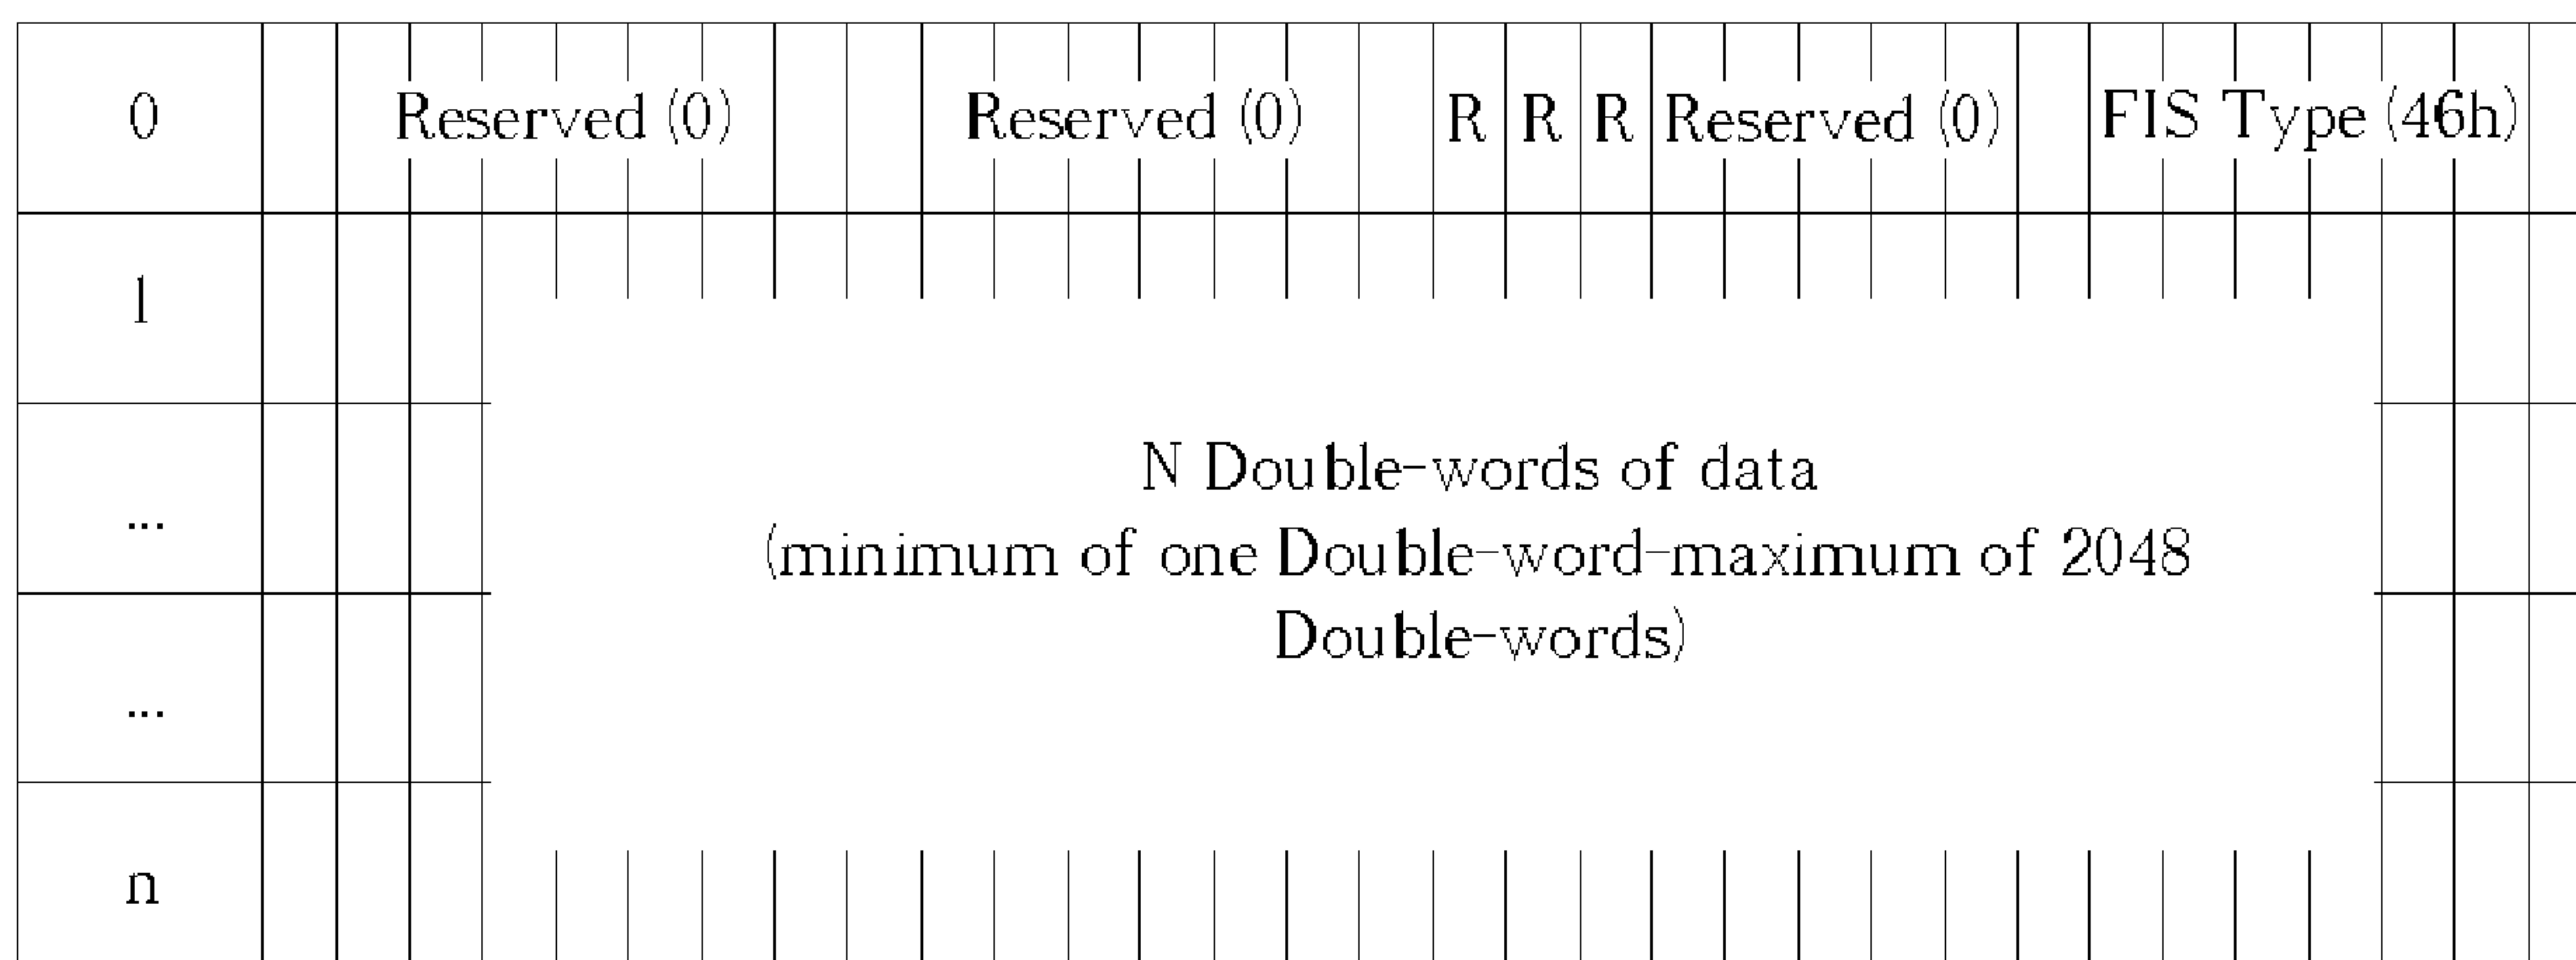 0 Reserved (0) Reserved (0) R R R Reserved (0) FIS Type (46h)
1
...
N Double-words of data
(minimum of one Double-word-maximum of 2048
Double-words)
...
n